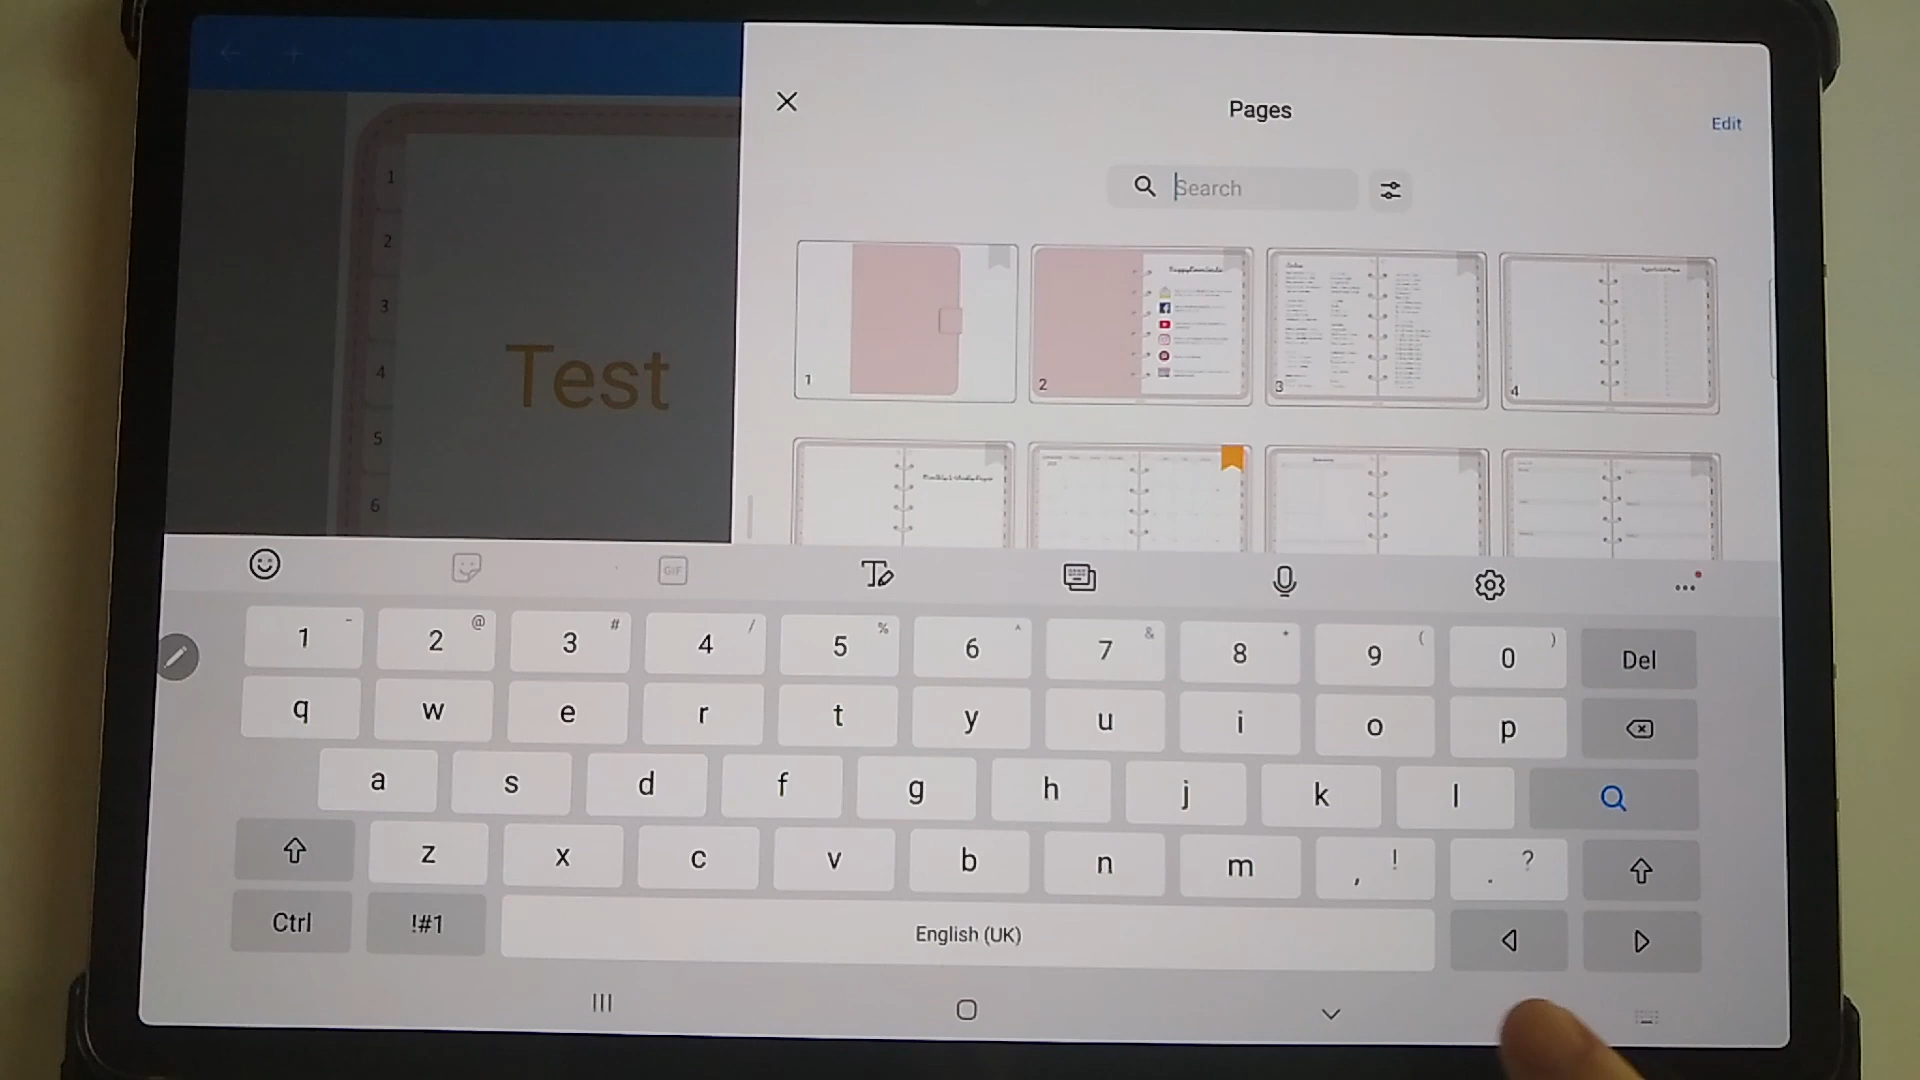 Pages
Edit
Search
1
2
3
4
5
6
Test
1
2
3
4
GIF
1 2 @ 3 # 4 / 5 % 6 ^ 7 & 8 * 9 ( 0 ) Del
q w e r t y u i o p
a s d f g h j k l
z x c v b n m , ! . ?
Ctrl !#1 English (UK)